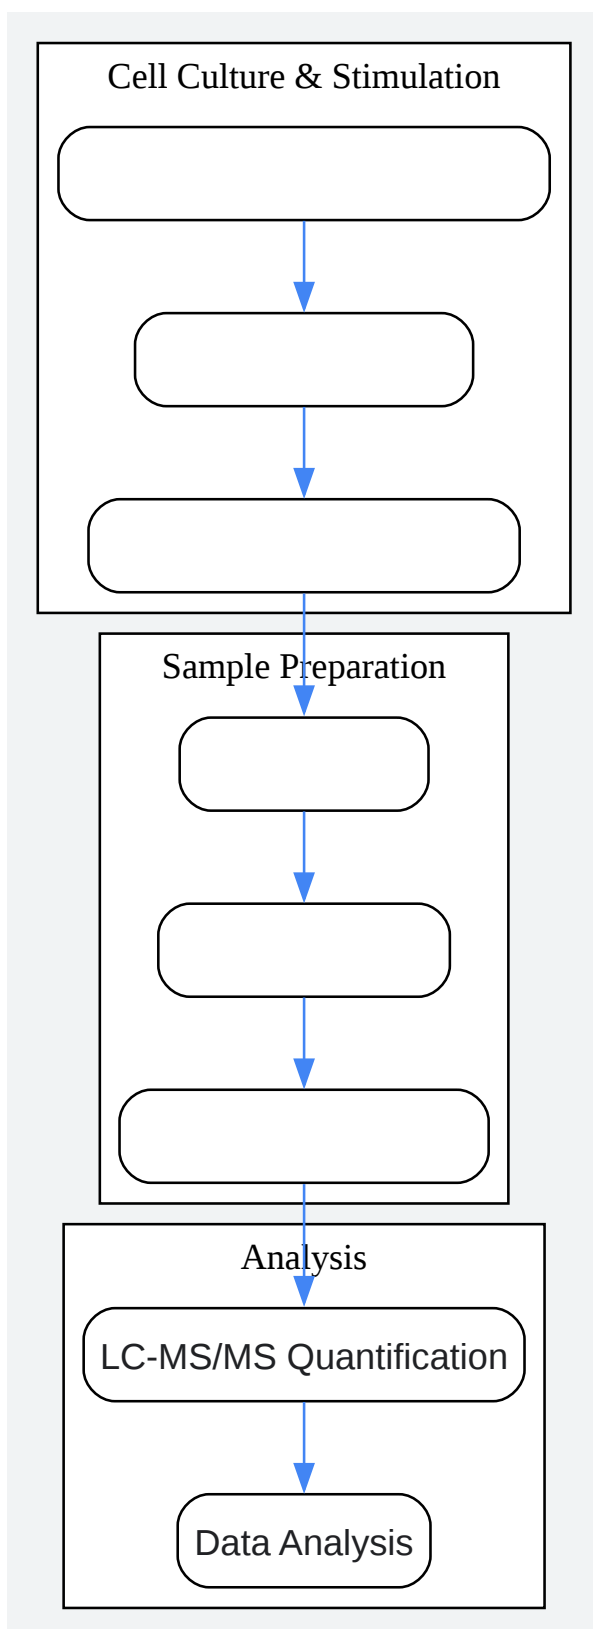 Cell Culture & Stimulation
Sample Preparation
Analysis
LC-MS/MS Quantification
Data Analysis